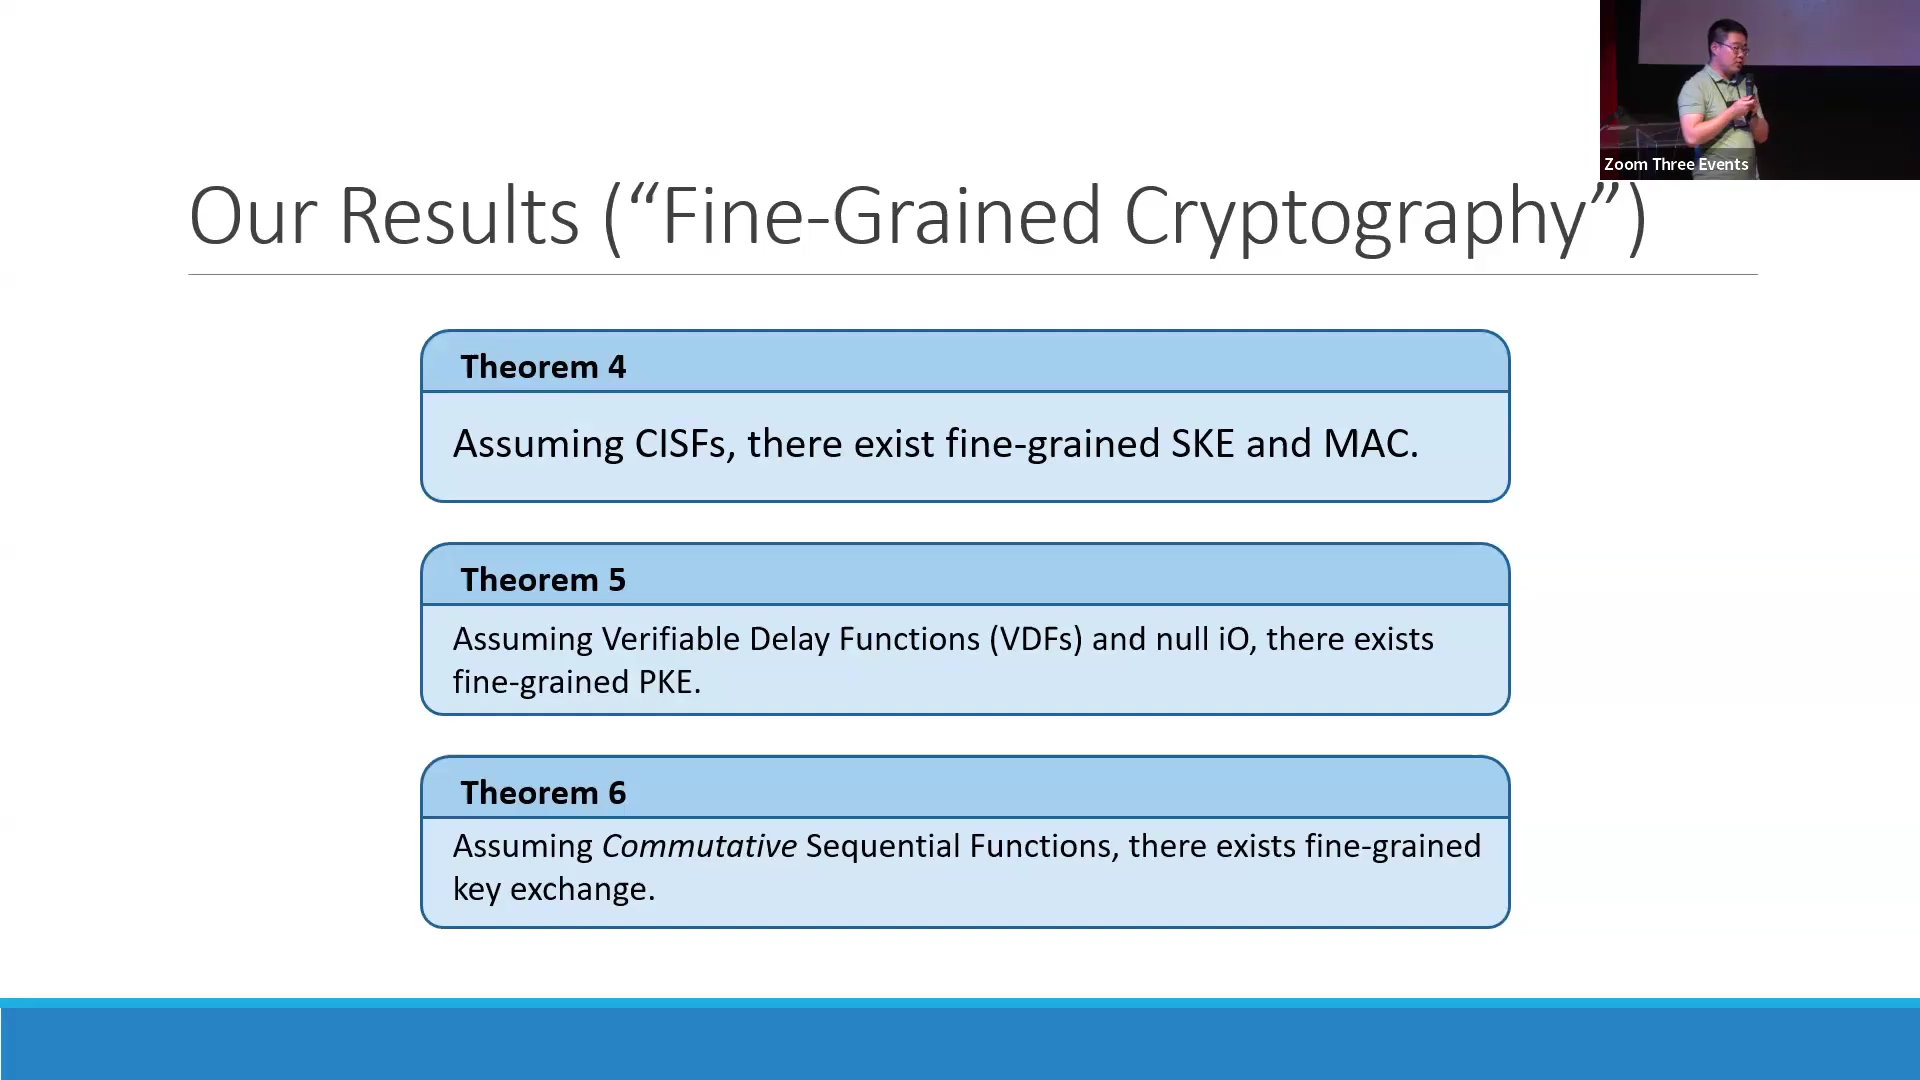 Zoom Three Events
Our Results (“Fine-Grained Cryptography”)
Theorem 4
Assuming CISFs, there exist fine-grained SKE and MAC.
Theorem 5
Assuming Verifiable Delay Functions (VDFs) and null iO, there exists
fine-grained PKE.
Theorem 6
Assuming Commutative Sequential Functions, there exists fine-grained
key exchange.